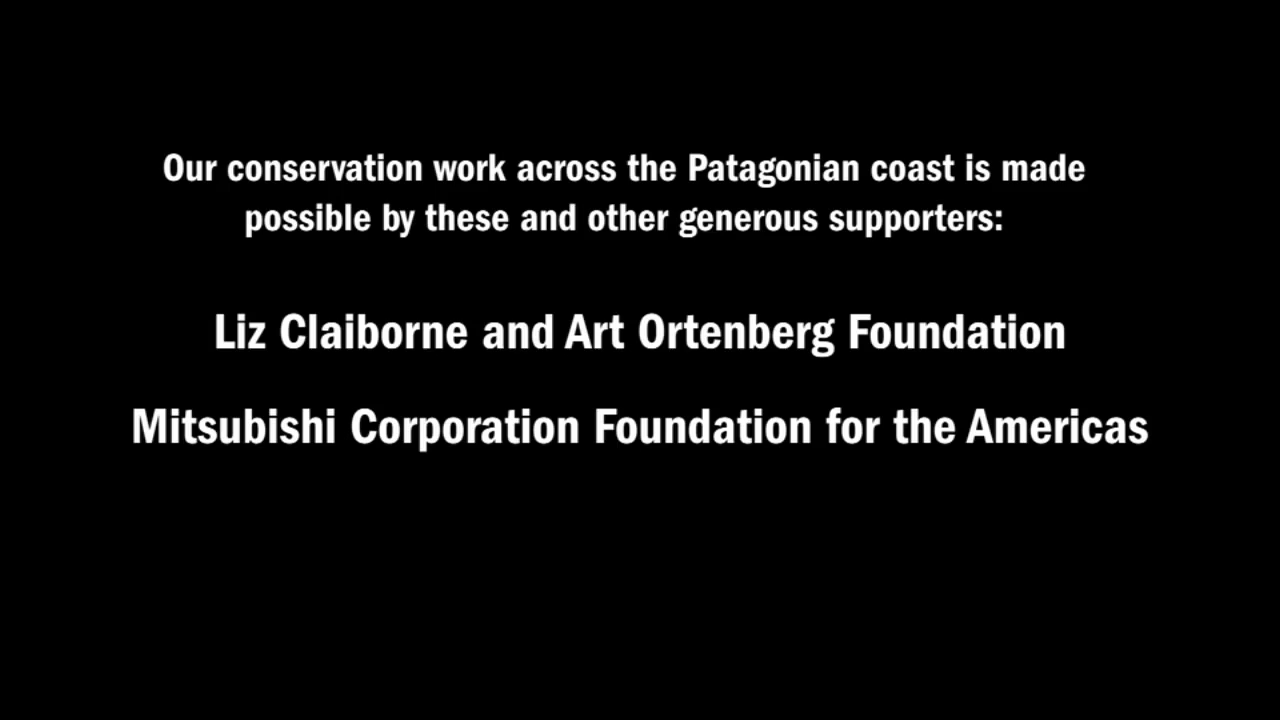 Our conservation work across the Patagonian coast is made
possible by these and other generous supporters:
Liz Claiborne and Art Ortenberg Foundation
Mitsubishi Corporation Foundation for the Americas